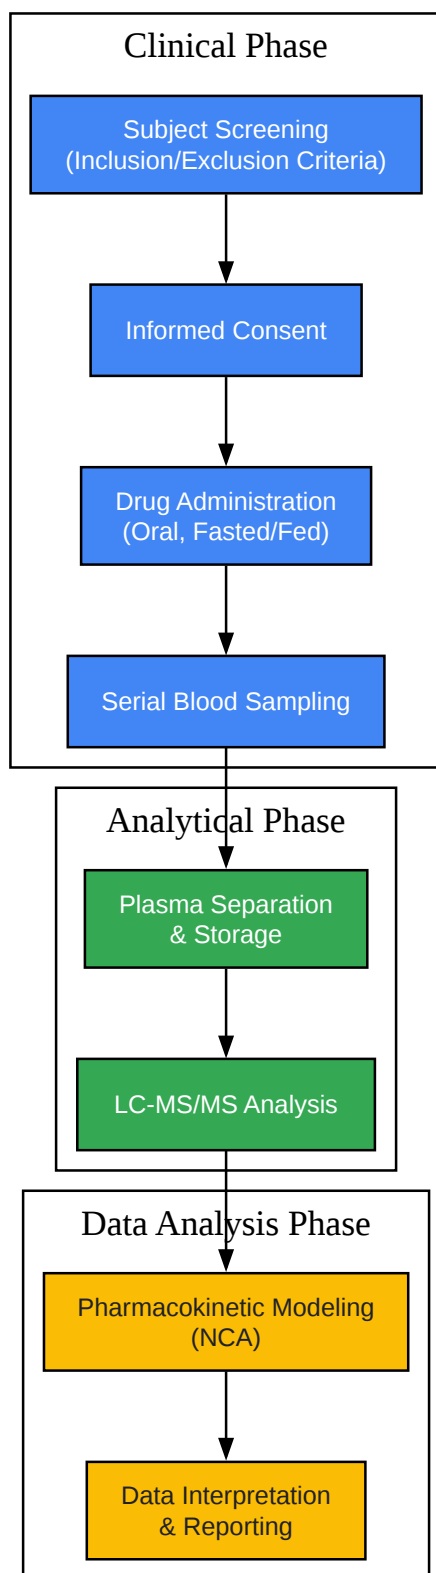 Clinical Phase
Subject Screening
(Inclusion/Exclusion Criteria)
Informed Consent
Drug Administration
(Oral, Fasted/Fed)
Serial Blood Sampling
Analytical Phase
Plasma Separation
& Storage
LC-MS/MS Analysis
Data Analysis Phase
Pharmacokinetic Modeling
(NCA)
Data Interpretation
& Reporting